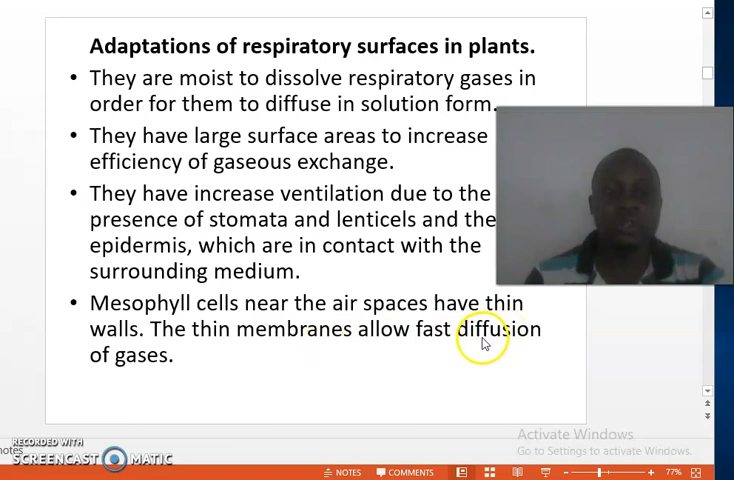 Adaptations of respiratory surfaces in plants.
• They are moist to dissolve respiratory gases in
order for them to diffuse in solution form.
• They have large surface areas to increase
efficiency of gaseous exchange.
• They have increase ventilation due to the
presence of stomata and lenticels and the
epidermis, which are in contact with the
surrounding medium.
• Mesophyll cells near the air spaces have thin
walls. The thin membranes allow fast diffusion
of gases.
Activate Windows
Go to Settings to activate Windows.
RECORDED WITH
notes
SCREENCAST MATIC
NOTES COMMENTS 77%